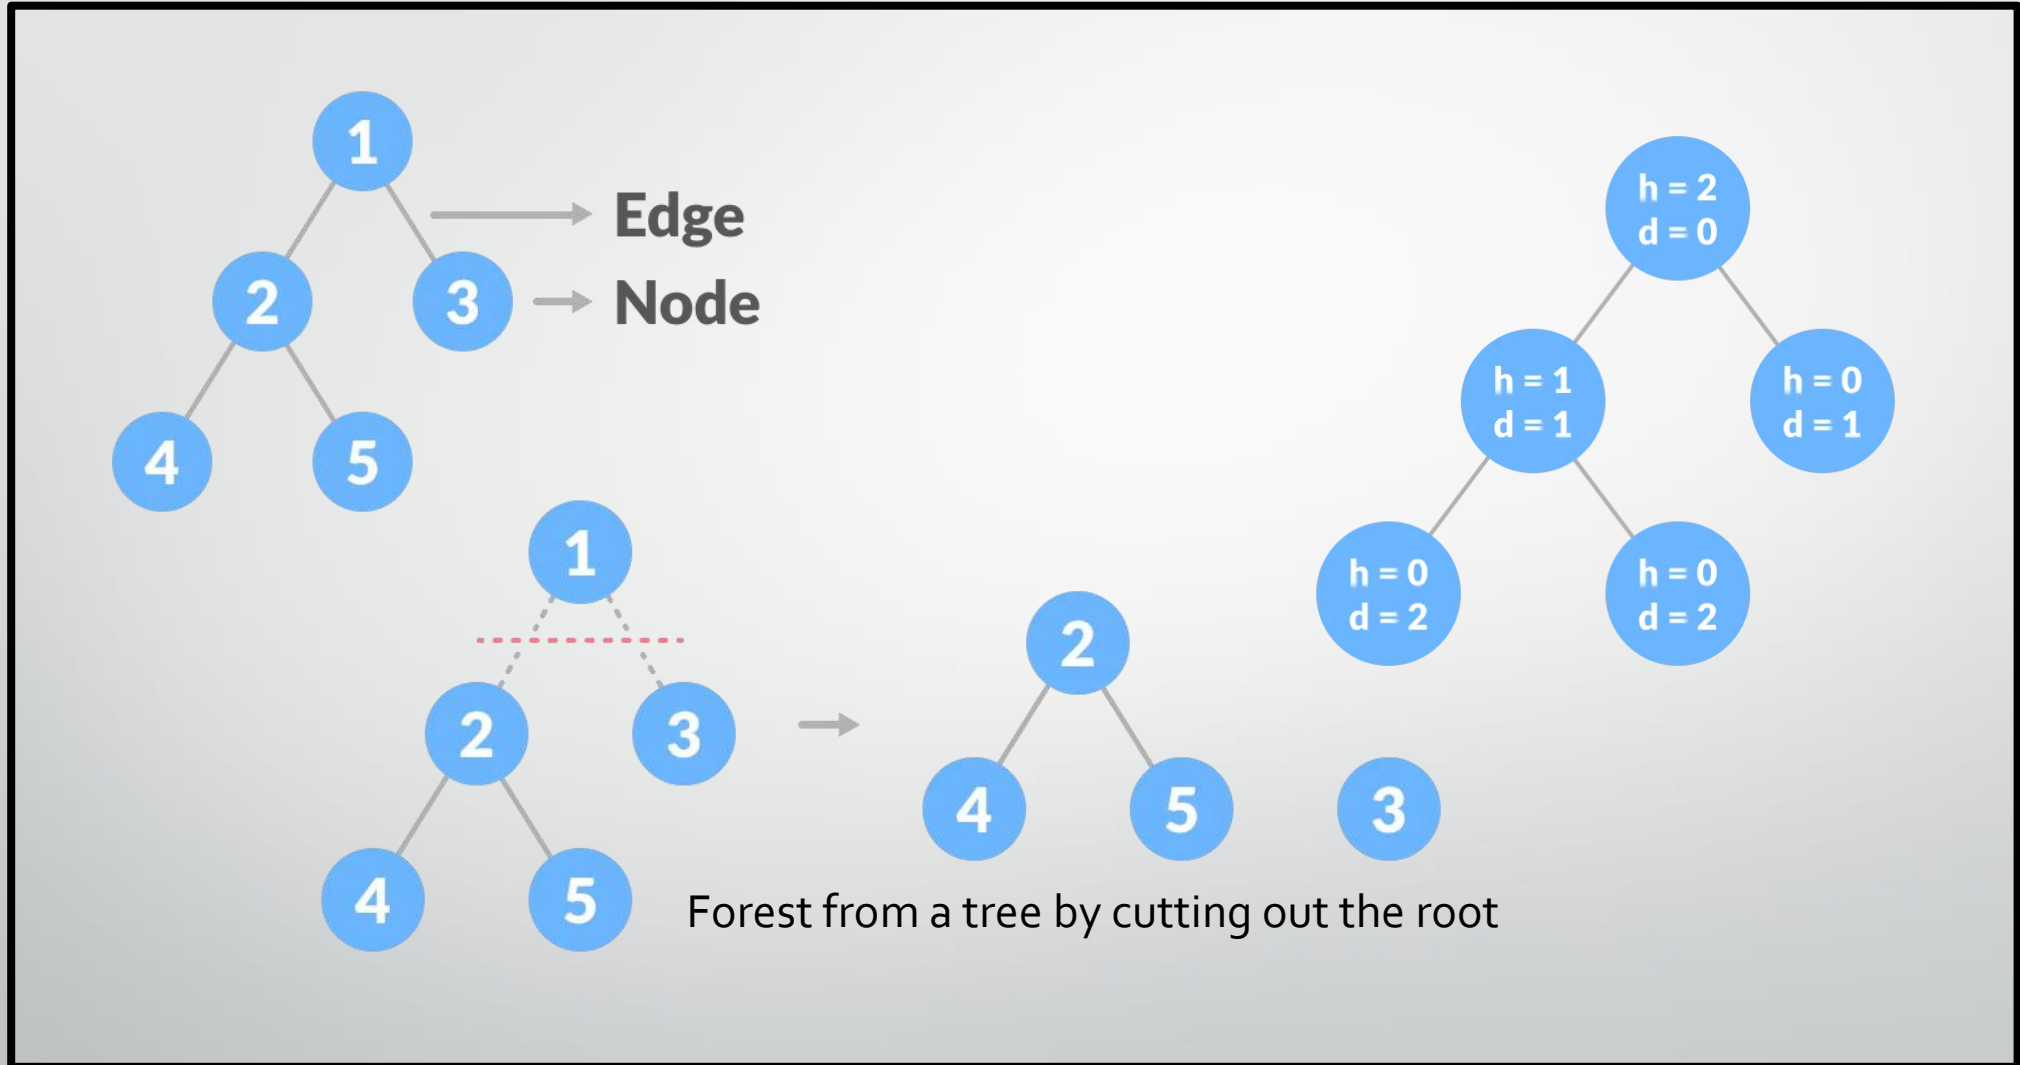 1
Edge
2
3
Node
4
5
h = 2
d = 0
h = 1
d = 1
h = 0
d = 1
h = 0
d = 2
h = 0
d = 2
1
2
3
4
5
2
4
5
3
Forest from a tree by cutting out the root